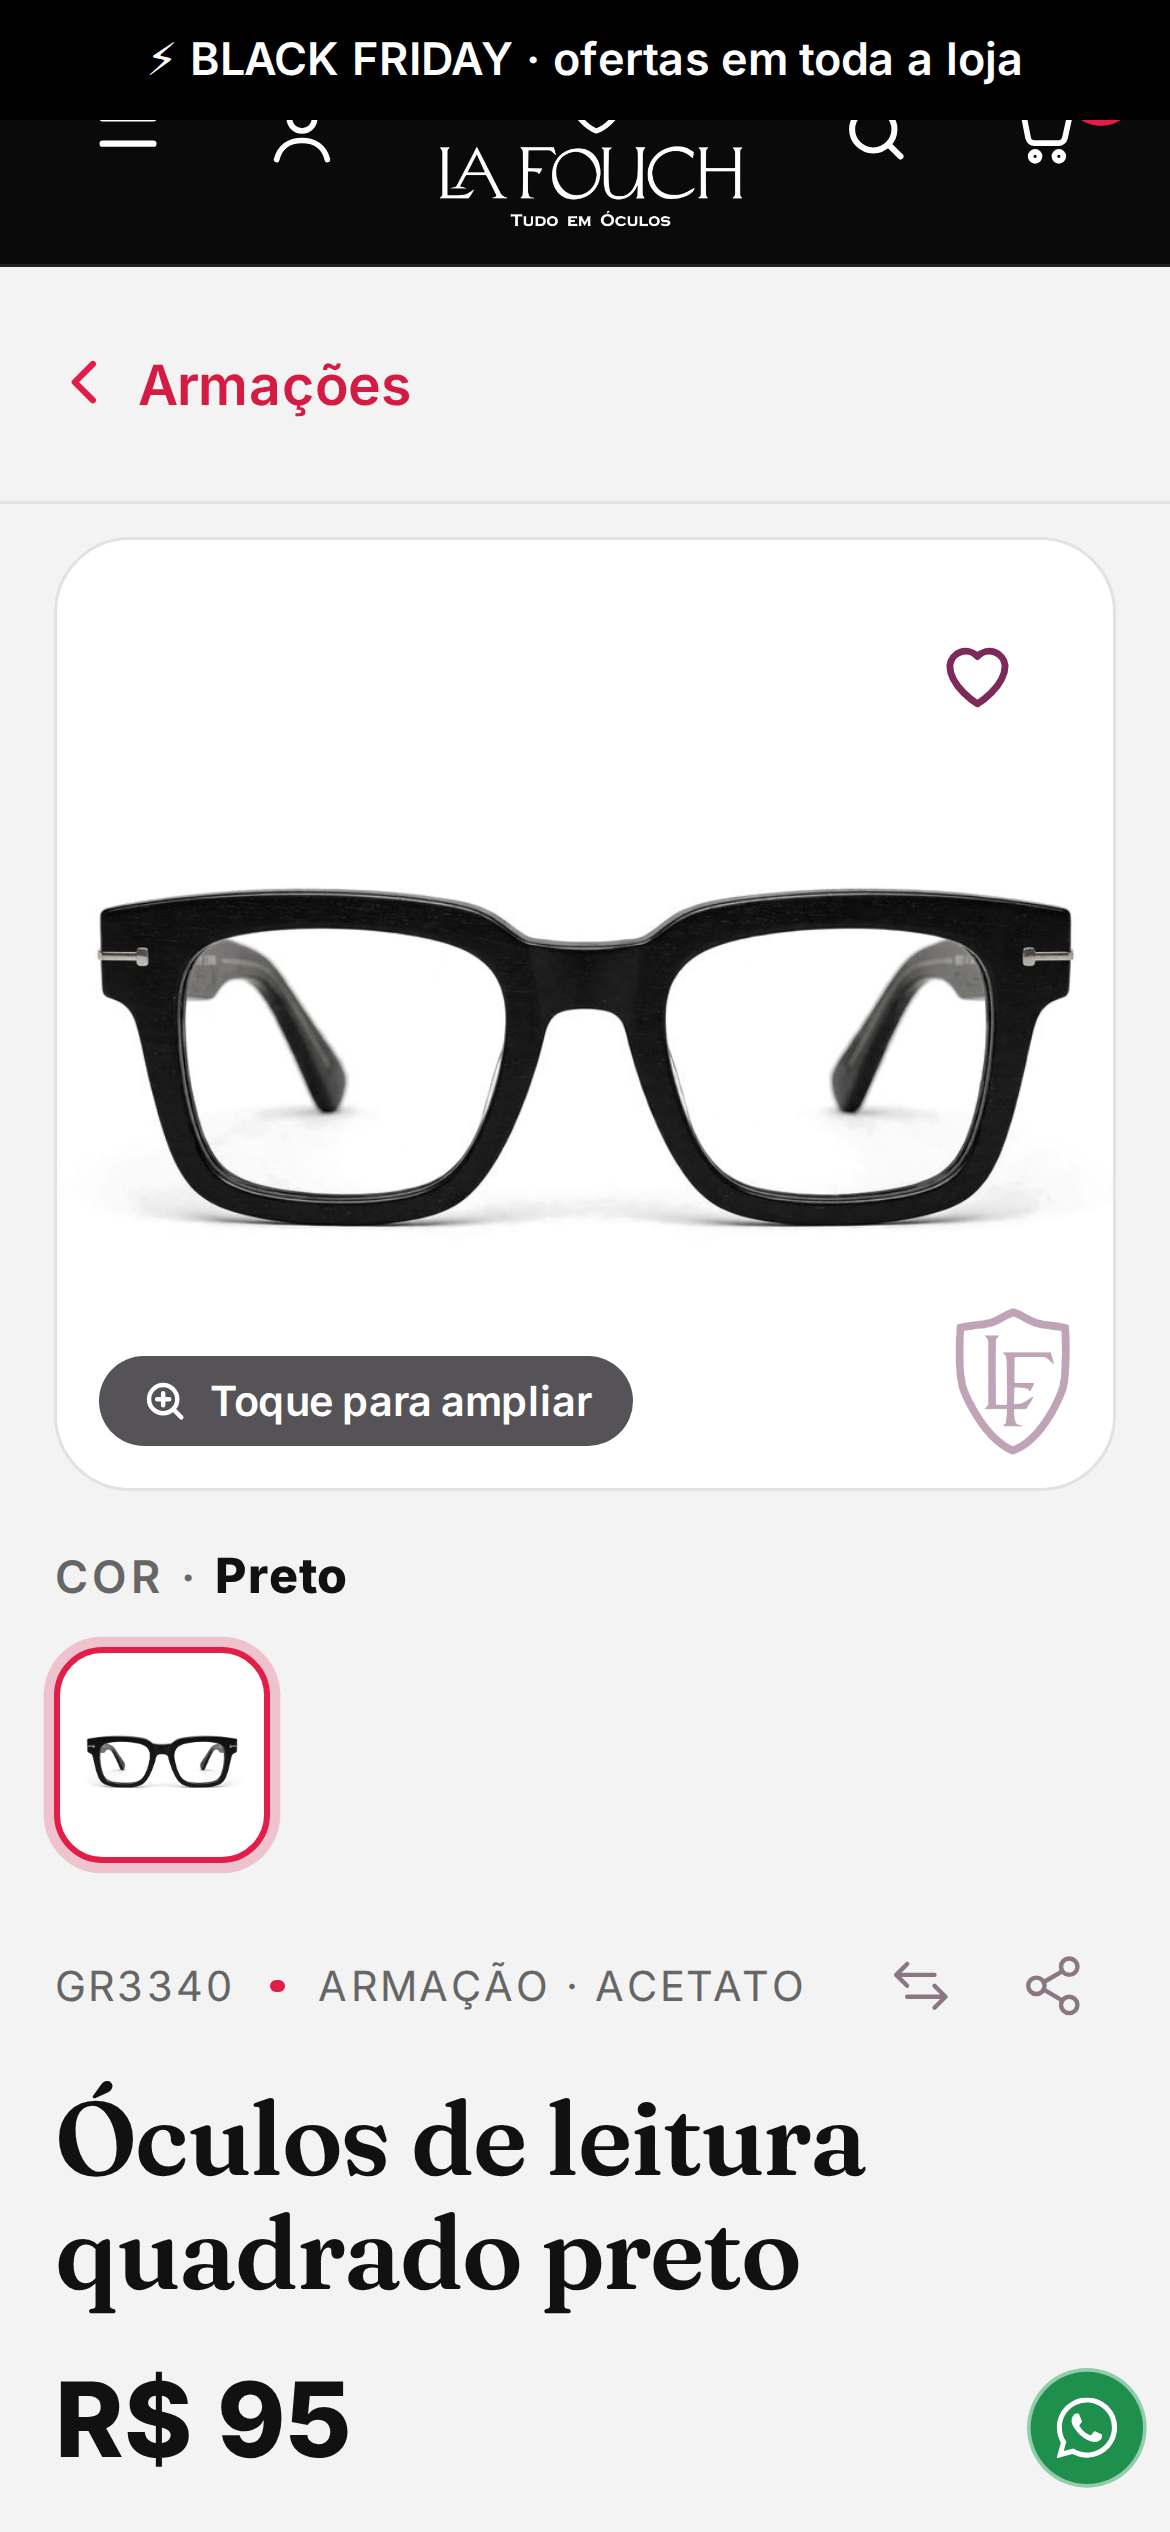 ⚡ BLACK FRIDAY · ofertas em toda a loja
LA FOUCH
TUDO EM ÓCULOS
Armações
LF
Toque para ampliar
COR · Preto
GR3340 • ARMAÇÃO · ACETATO
Óculos de leitura
quadrado preto
R$ 95